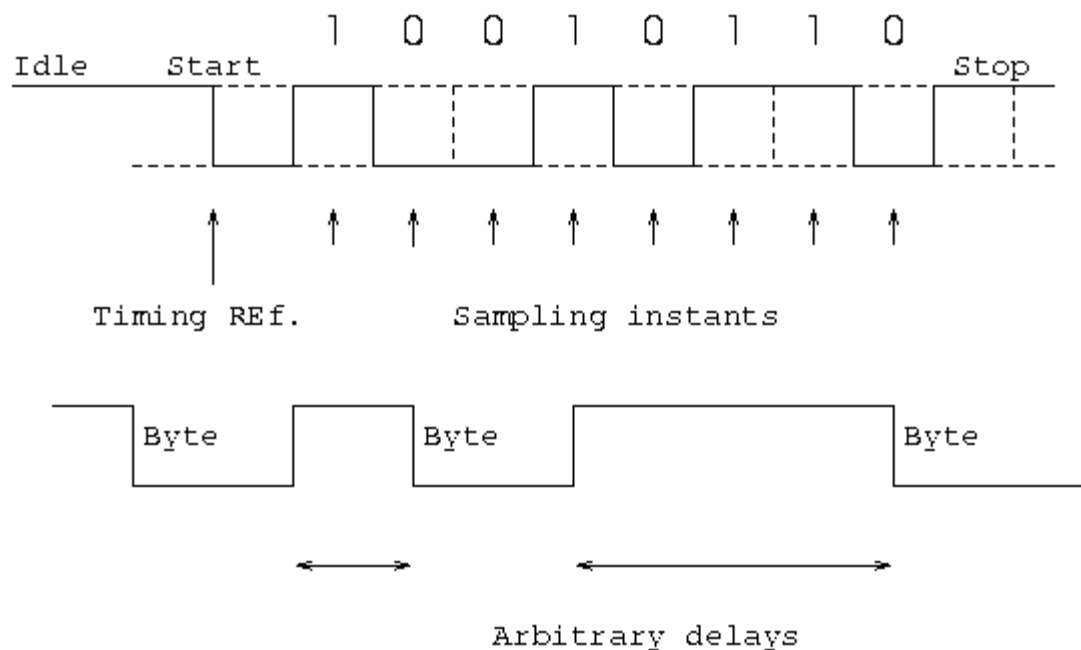 1 0 0 1 0 1 1 0
Idle Start Stop
Timing REf. Sampling instants
Byte Byte Byte
Arbitrary delays